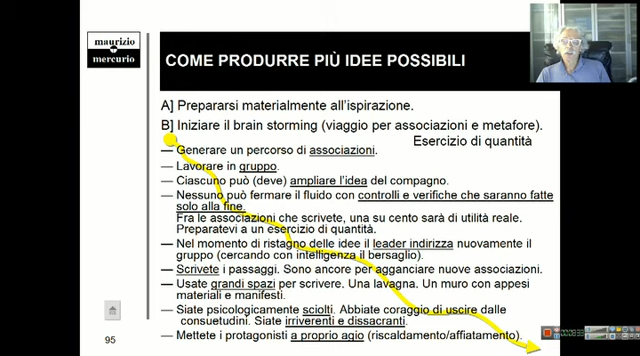 maurizio
mercurio
COME PRODURRE PIÙ IDEE POSSIBILI
A] Prepararsi materialmente all'ispirazione.
B] Iniziare il brain storming (viaggio per associazioni e metafore).
Esercizio di quantità
— Generare un percorso di associazioni.
— Lavorare in gruppo.
— Ciascuno può (deve) ampliare l'idea del compagno.
— Nessuno può fermare il fluido con controlli e verifiche che saranno fatte
solo alla fine.
Fra le associazioni che scrivete, una su cento sarà di utilità reale.
Preparatevi a un esercizio di quantità.
— Nel momento di ristagno delle idee il leader indirizza nuovamente il
gruppo (cercando con intelligenza il bersaglio).
— Scrivete i passaggi. Sono ancore per agganciare nuove associazioni.
— Usate grandi spazi per scrivere. Una lavagna. Un muro con appesi
materiali e manifesti.
— Siate psicologicamente sciolti. Abbiate coraggio di uscire dalle
consuetudini. Siate irriverenti e dissacranti.
— Mettete i protagonisti a proprio agio (riscaldamento/affiatamento).
95